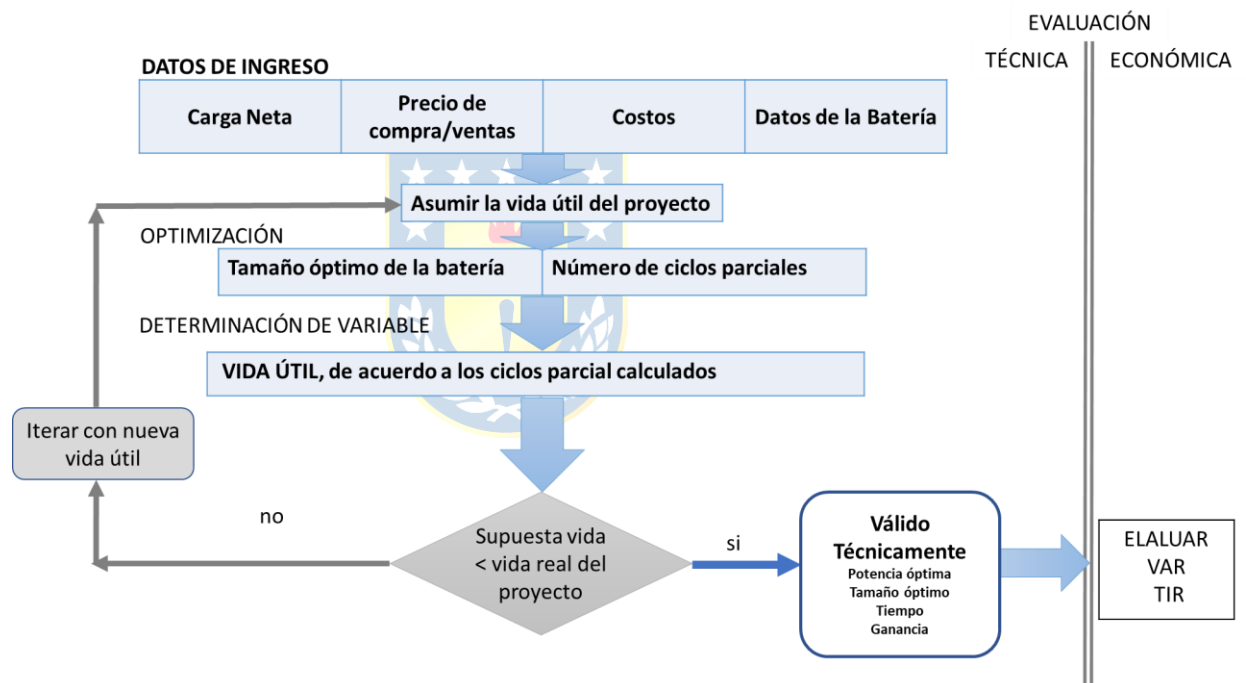 EVALUACIÓN
TÉCNICA
ECONÓMICA
DATOS DE INGRESO
Carga Neta
Precio de
compra/ventas
Costos
Datos de la Batería
Asumir la vida útil del proyecto
OPTIMIZACIÓN
Tamaño óptimo de la batería
Número de ciclos parciales
DETERMINACIÓN DE VARIABLE
VIDA ÚTIL, de acuerdo a los ciclos parcial calculados
Iterar con nueva
vida útil
no
Supuesta vida
< vida real del
proyecto
si
Válido
Técnicamente
Potencia óptima
Tamaño óptimo
Tiempo
Ganancia
ELALUAR
VAR
TIR